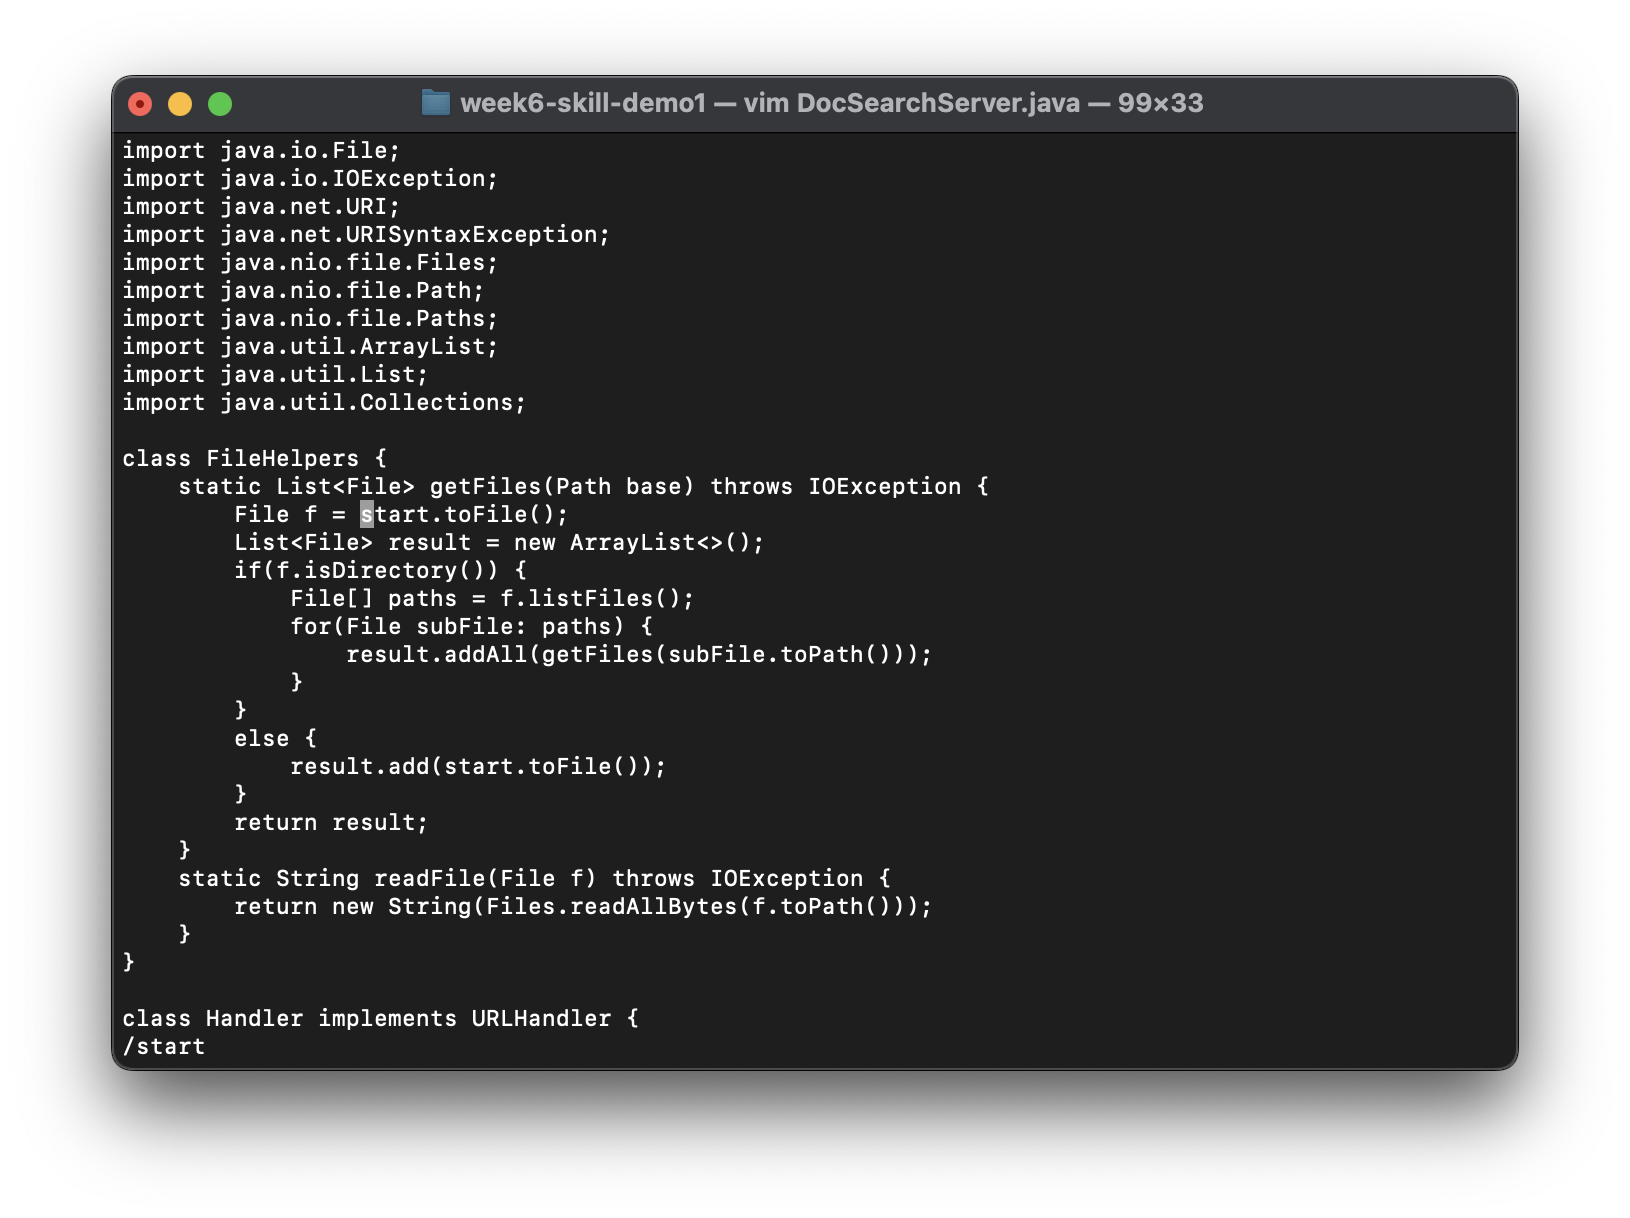 week6-skill-demo1 — vim DocSearchServer.java — 99×33
import java.io.File;
import java.io.IOException;
import java.net.URI;
import java.net.URISyntaxException;
import java.nio.file.Files;
import java.nio.file.Path;
import java.nio.file.Paths;
import java.util.ArrayList;
import java.util.List;
import java.util.Collections;

class FileHelpers {
    static List<File> getFiles(Path base) throws IOException {
        File f = start.toFile();
        List<File> result = new ArrayList<>();
        if(f.isDirectory()) {
            File[] paths = f.listFiles();
            for(File subFile: paths) {
                result.addAll(getFiles(subFile.toPath()));
            }
        }
        else {
            result.add(start.toFile());
        }
        return result;
    }
    static String readFile(File f) throws IOException {
        return new String(Files.readAllBytes(f.toPath()));
    }
}

class Handler implements URLHandler {
/start